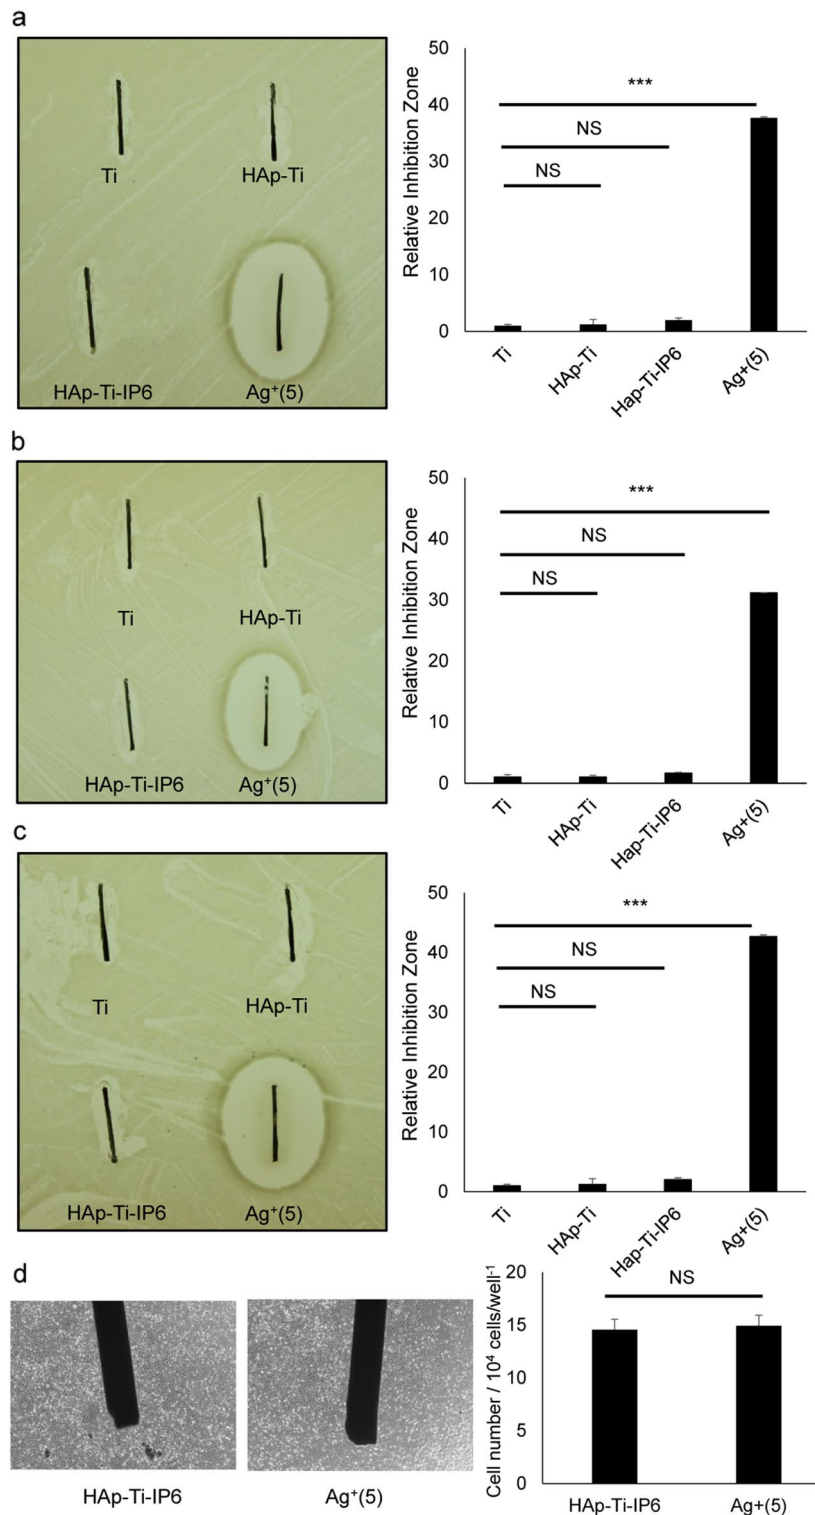 a
Ti
HAp-Ti
HAp-Ti-IP6
Ag⁺(5)
Relative Inhibition Zone
50
40
30
20
10
0
***
NS
NS
Ti
HAp-Ti
Hap-Ti-IP6
Ag+(5)
b
Ti
HAp-Ti
HAp-Ti-IP6
Ag⁺(5)
Relative Inhibition Zone
50
40
30
20
10
0
***
NS
NS
Ti
HAp-Ti
Hap-Ti-IP6
Ag+(5)
c
Ti
HAp-Ti
HAp-Ti-IP6
Ag⁺(5)
Relative Inhibition Zone
50
40
30
20
10
0
***
NS
NS
Ti
HAp-Ti
Hap-Ti-IP6
Ag+(5)
d
HAp-Ti-IP6
Ag⁺(5)
Cell number / 10⁴ cells/well⁻¹
20
15
10
5
0
NS
HAp-Ti-IP6
Ag+(5)